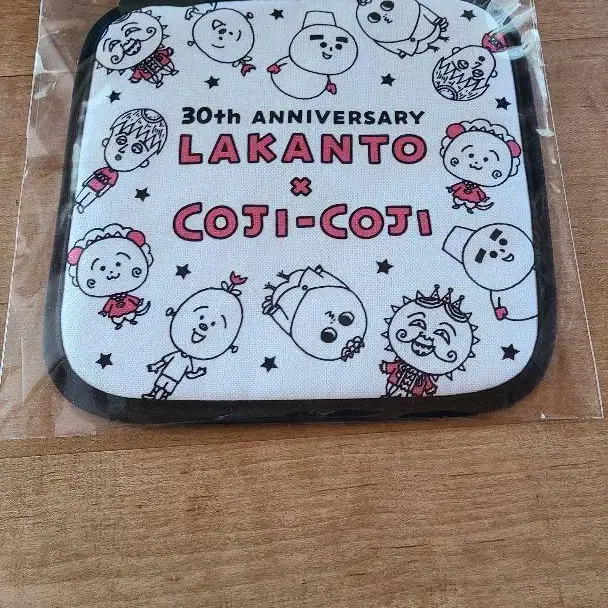 30th ANNIVERSARY
LAKANTO
×
COJI-COJI